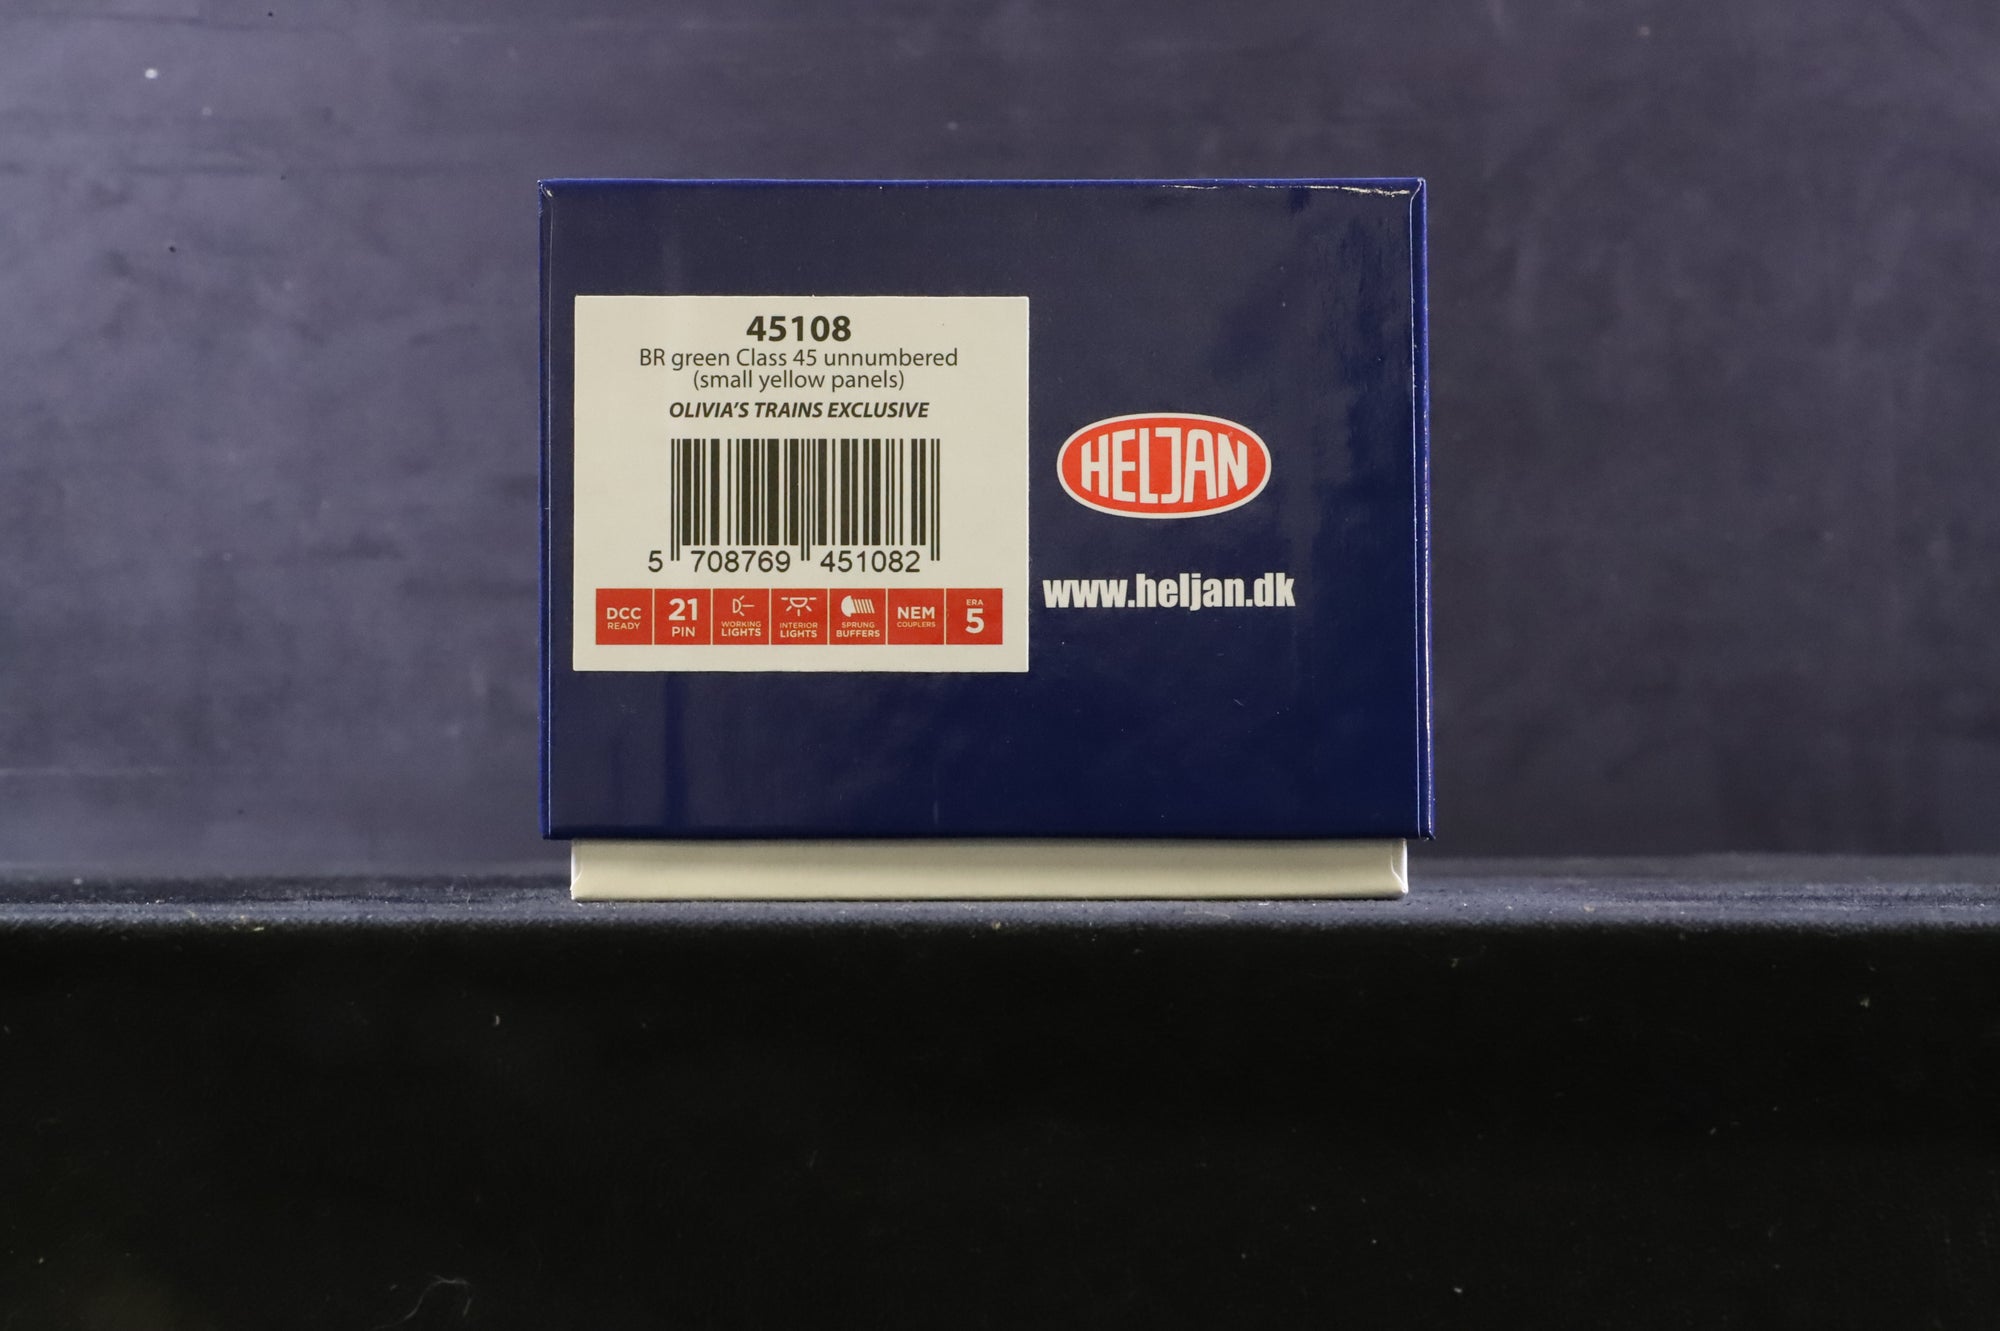 45108
BR green Class 45 unnumbered
(small yellow panels)
OLIVIA'S TRAINS EXCLUSIVE
5 708769 451082
DCC READY
21 PIN
WORKING LIGHTS
INTERIOR LIGHTS
SPRUNG BUFFERS
NEM COUPLERS
ERA 5
HELJAN
www.heljan.dk